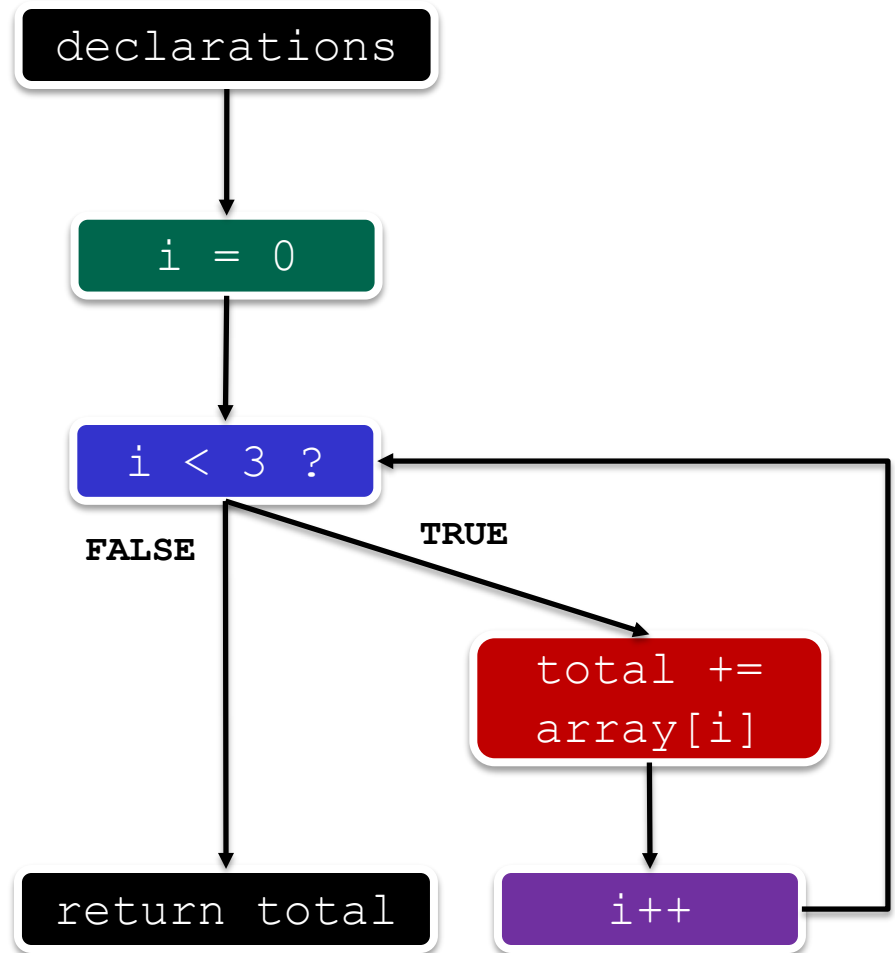 declarations
i = 0
i < 3 ?
FALSE
TRUE
total +=
array[i]
return total
i++